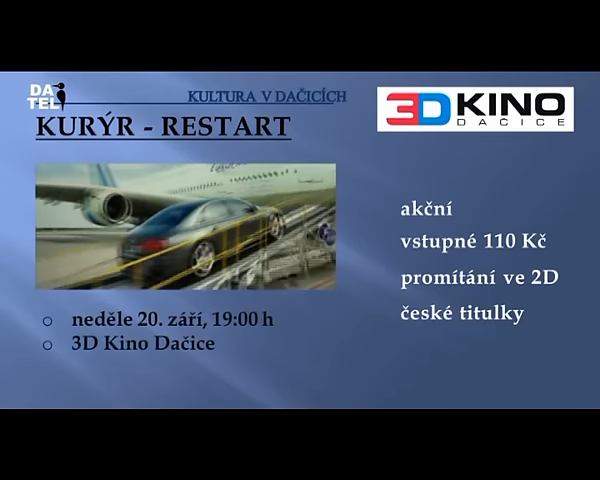 DA
TEL
KULTURA V DAČICÍCH
KURÝR - RESTART
3D KINO
DAČICE
akční
vstupné 110 Kč
promítání ve 2D
české titulky
neděle 20. září, 19:00 h
3D Kino Dačice